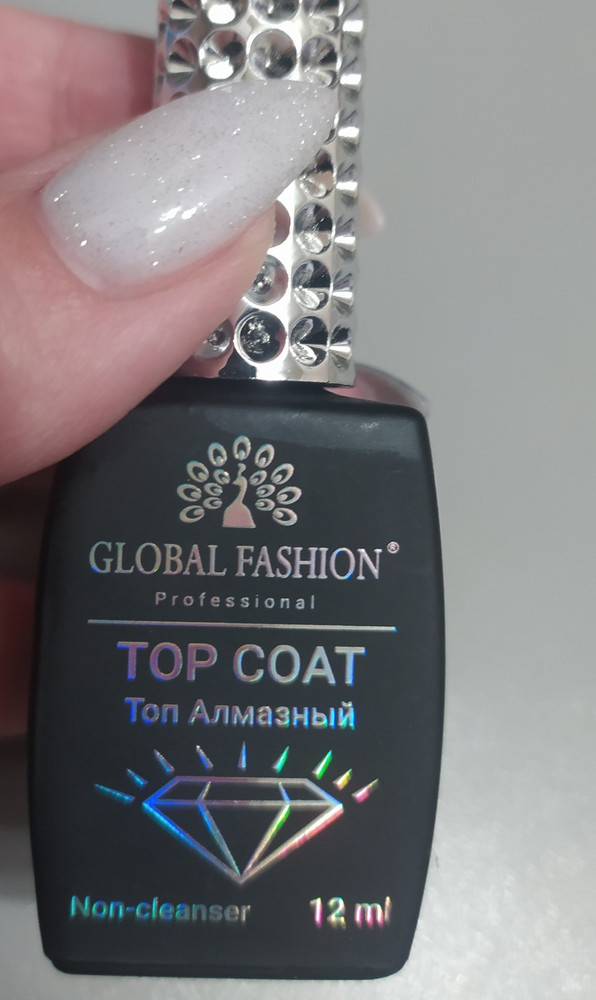 GLOBAL FASHION®
Professional
TOP COAT
Топ Алмазный
Non-cleanser 12 ml